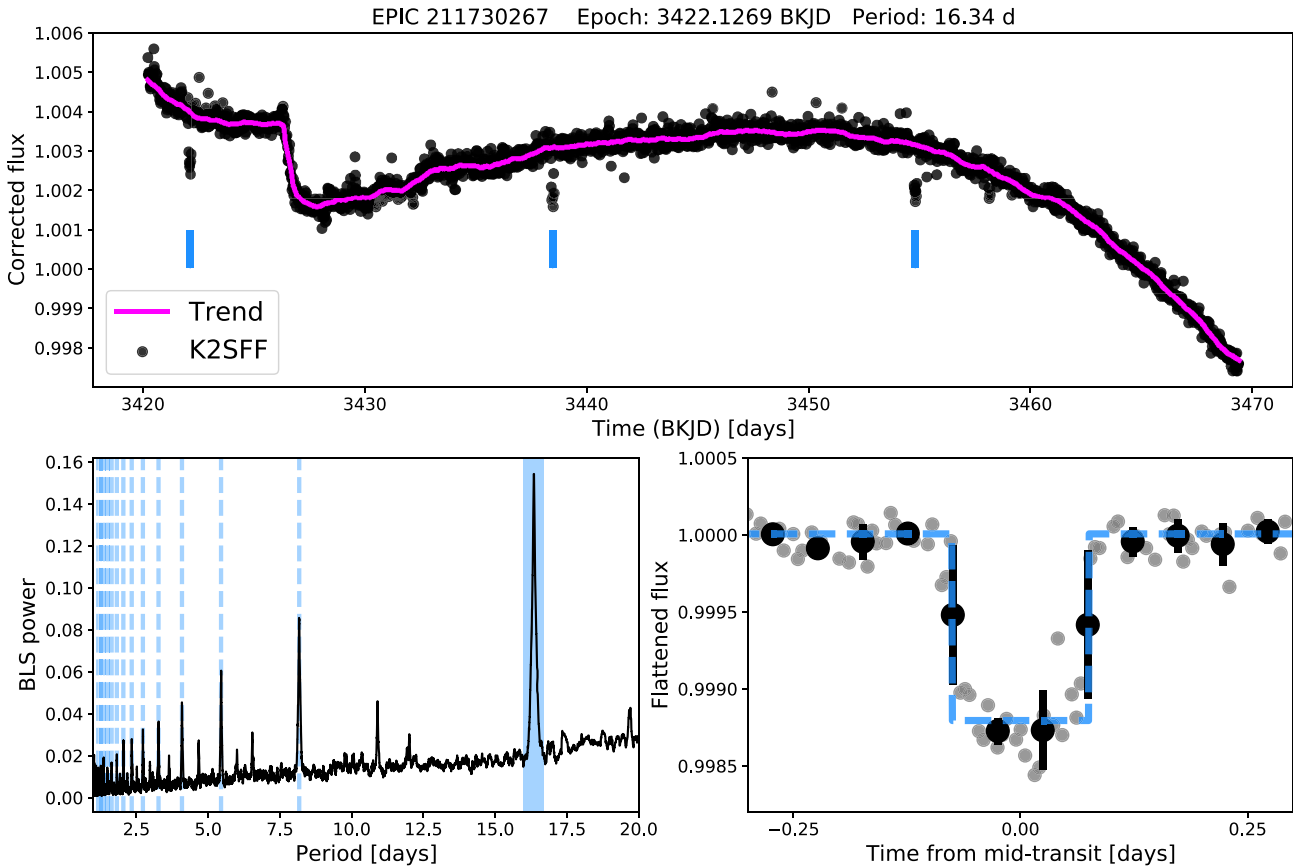 EPIC 211730267 Epoch: 3422.1269 BKJD Period: 16.34 d
Corrected flux
1.006
1.005
1.004
1.003
1.002
1.001
1.000
0.999
0.998
Trend
K2SFF
3420 3430 3440 3450 3460 3470
Time (BKJD) [days]
BLS power
0.16
0.14
0.12
0.10
0.08
0.06
0.04
0.02
0.00
2.5 5.0 7.5 10.0 12.5 15.0 17.5 20.0
Period [days]
Flattened flux
1.0005
1.0000
0.9995
0.9990
0.9985
−0.25 0.00 0.25
Time from mid-transit [days]